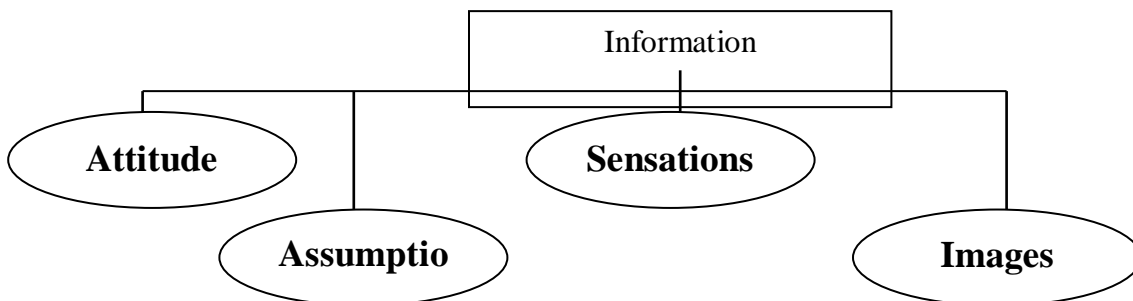 Information
Attitude
Sensations
Assumptio
Images